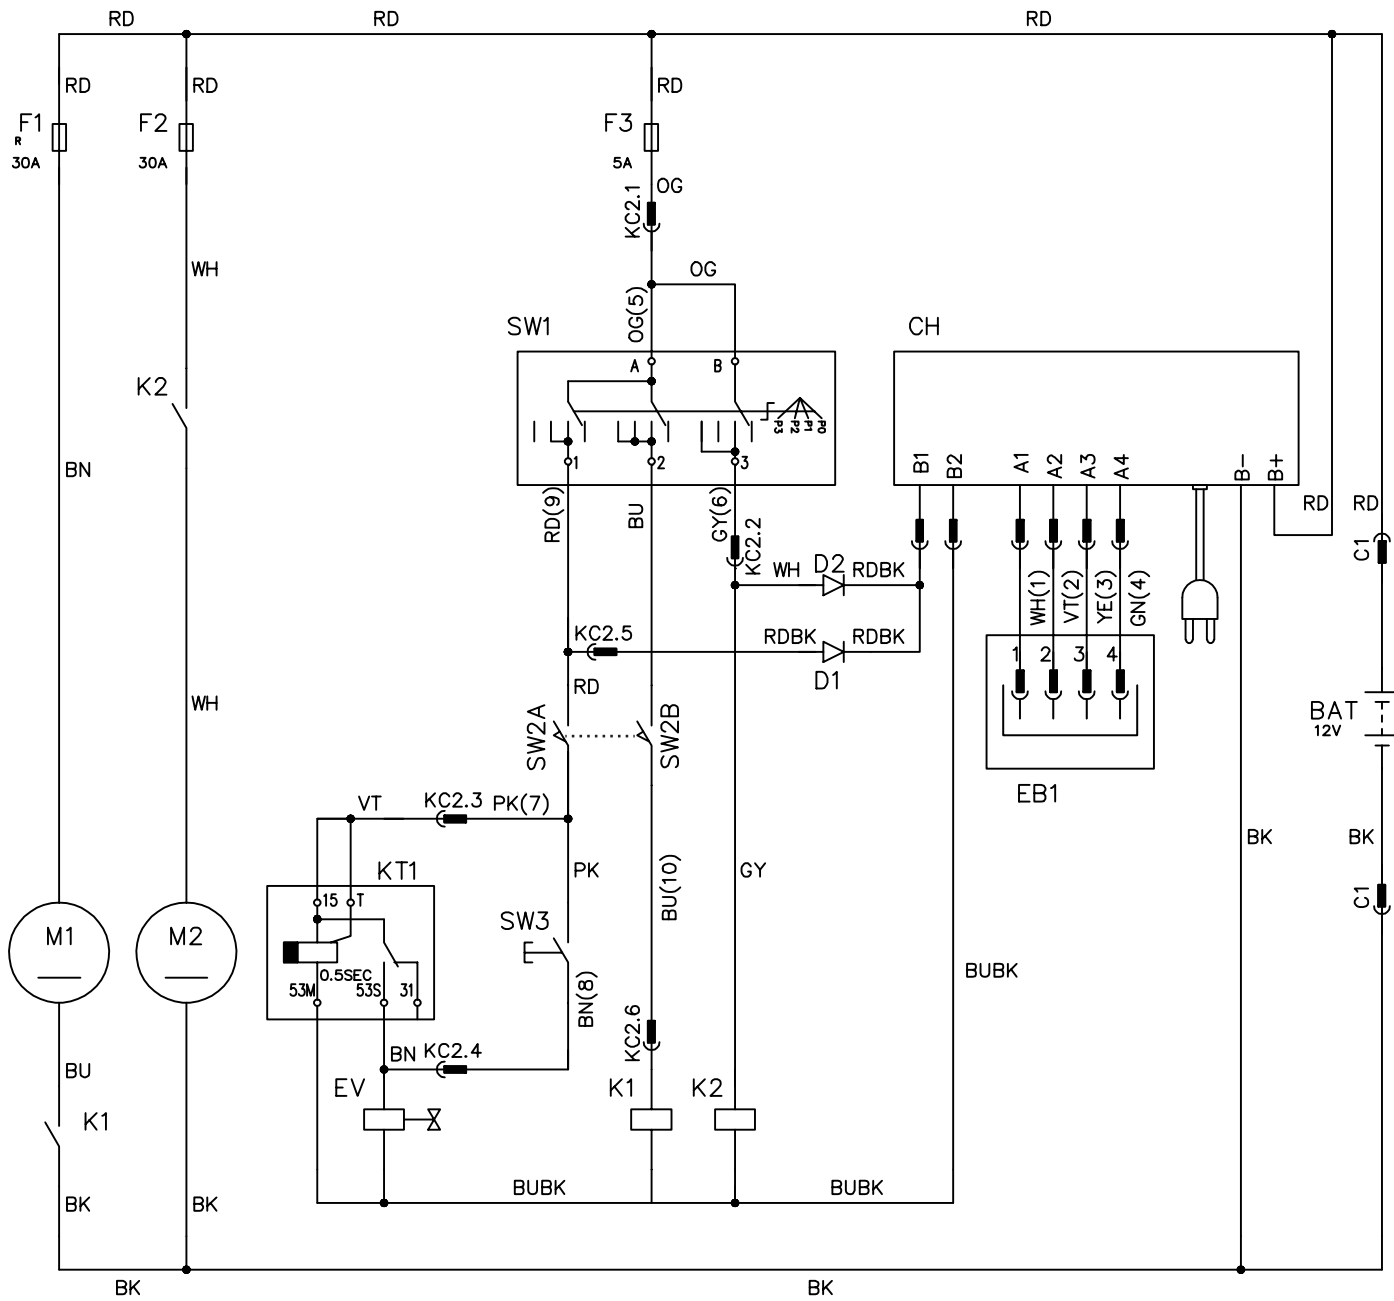 RD
RD
RD
RD
RD
RD
F1
R
30A
F2
30A
F3
5A
OG
KC2.1
WH
OG
OG(5)
SW1
CH
A
B
K2
P3
P2
P1
P0
1
2
3
BN
B1
B2
A1
A2
A3
A4
B-
B+
RD
RD
RD(9)
BU
GY(6)
KC2.2
C1
WH
D2
RDBK
WH(1)
VT(2)
YE(3)
GN(4)
KC2.5
RDBK
RDBK
D1
1
2
3
4
RD
WH
SW2A
SW2B
BAT
12V
EB1
VT
KC2.3
PK(7)
BK
BK
KT1
PK
BU(10)
GY
15
T
C1
M1
M2
SW3
0.5SEC
53M
53S
31
BN(8)
BUBK
KC2.6
BU
BN
KC2.4
EV
K1
K2
K1
BK
BK
BUBK
BUBK
BK
BK